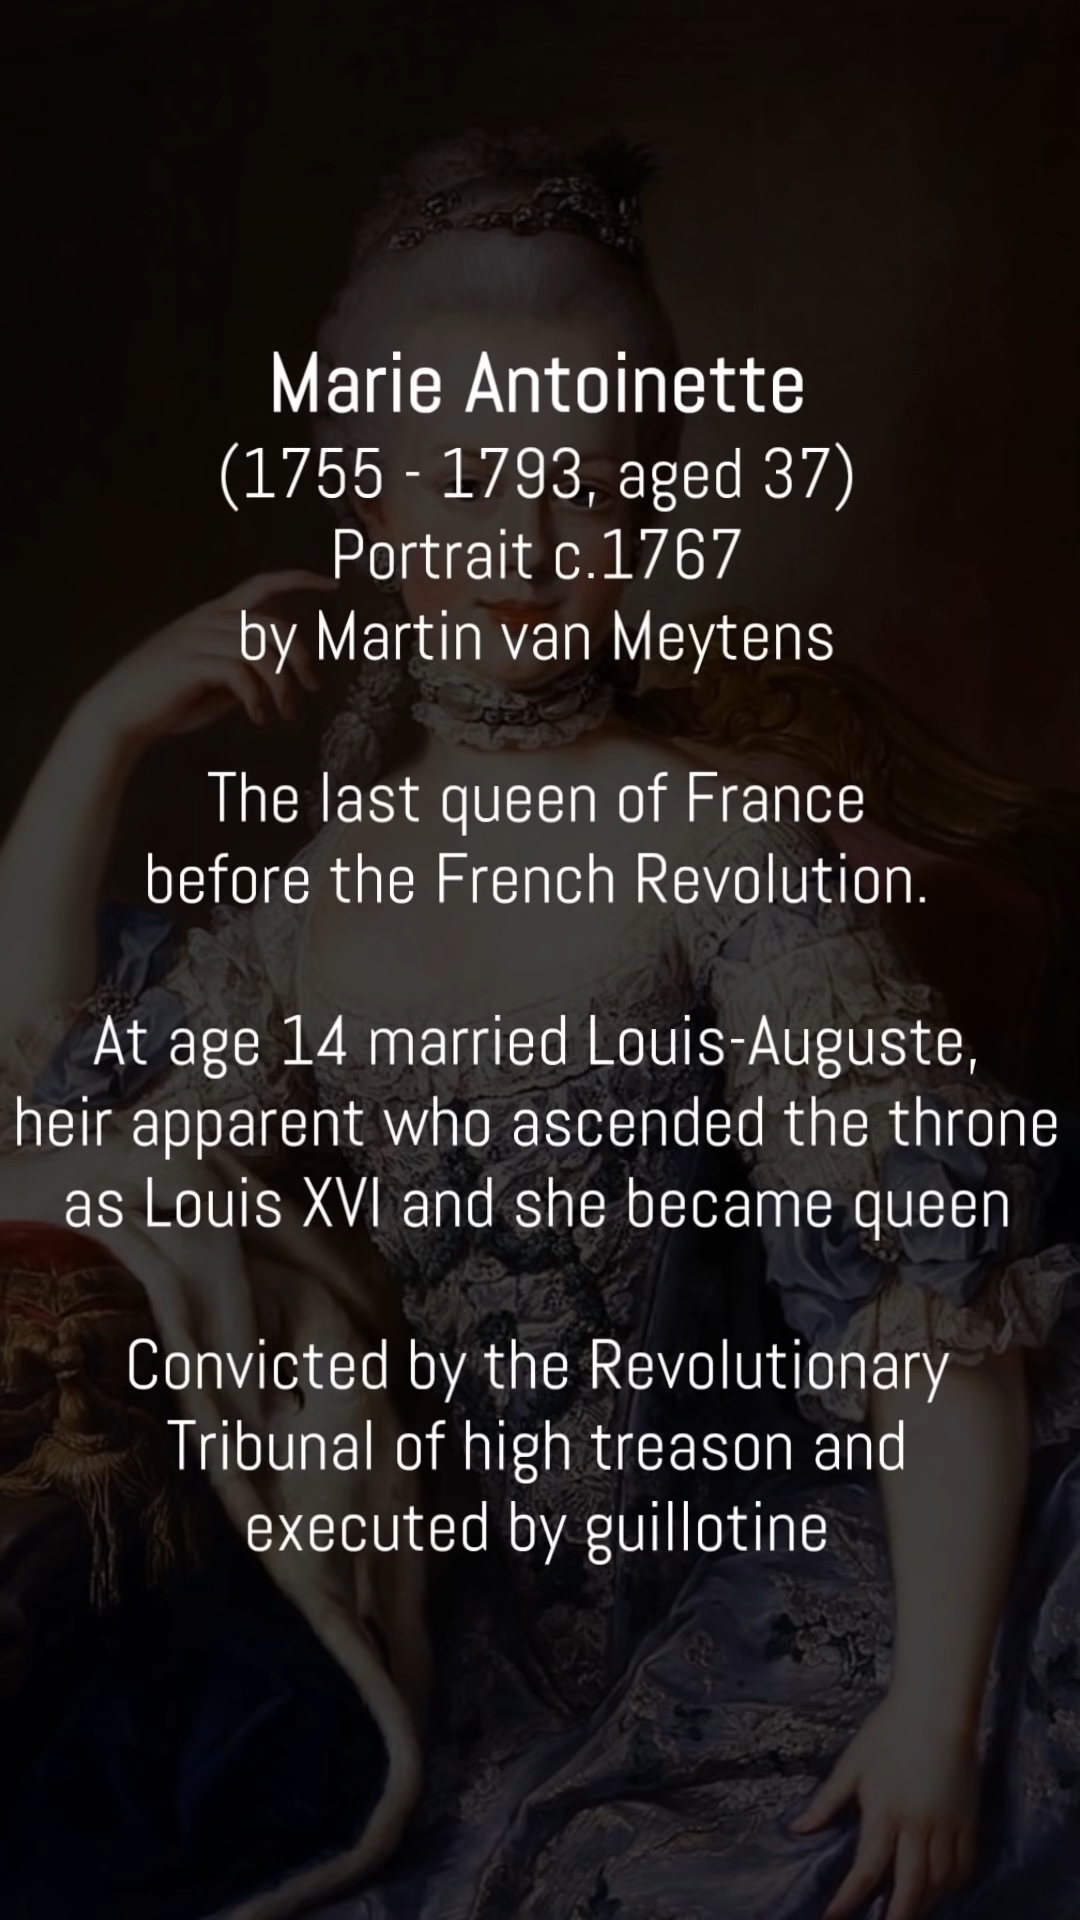 Marie Antoinette
(1755 - 1793, aged 37)
Portrait c.1767
by Martin van Meytens
The last queen of France
before the French Revolution.
At age 14 married Louis-Auguste,
heir apparent who ascended the throne
as Louis XVI and she became queen
Convicted by the Revolutionary
Tribunal of high treason and
executed by guillotine